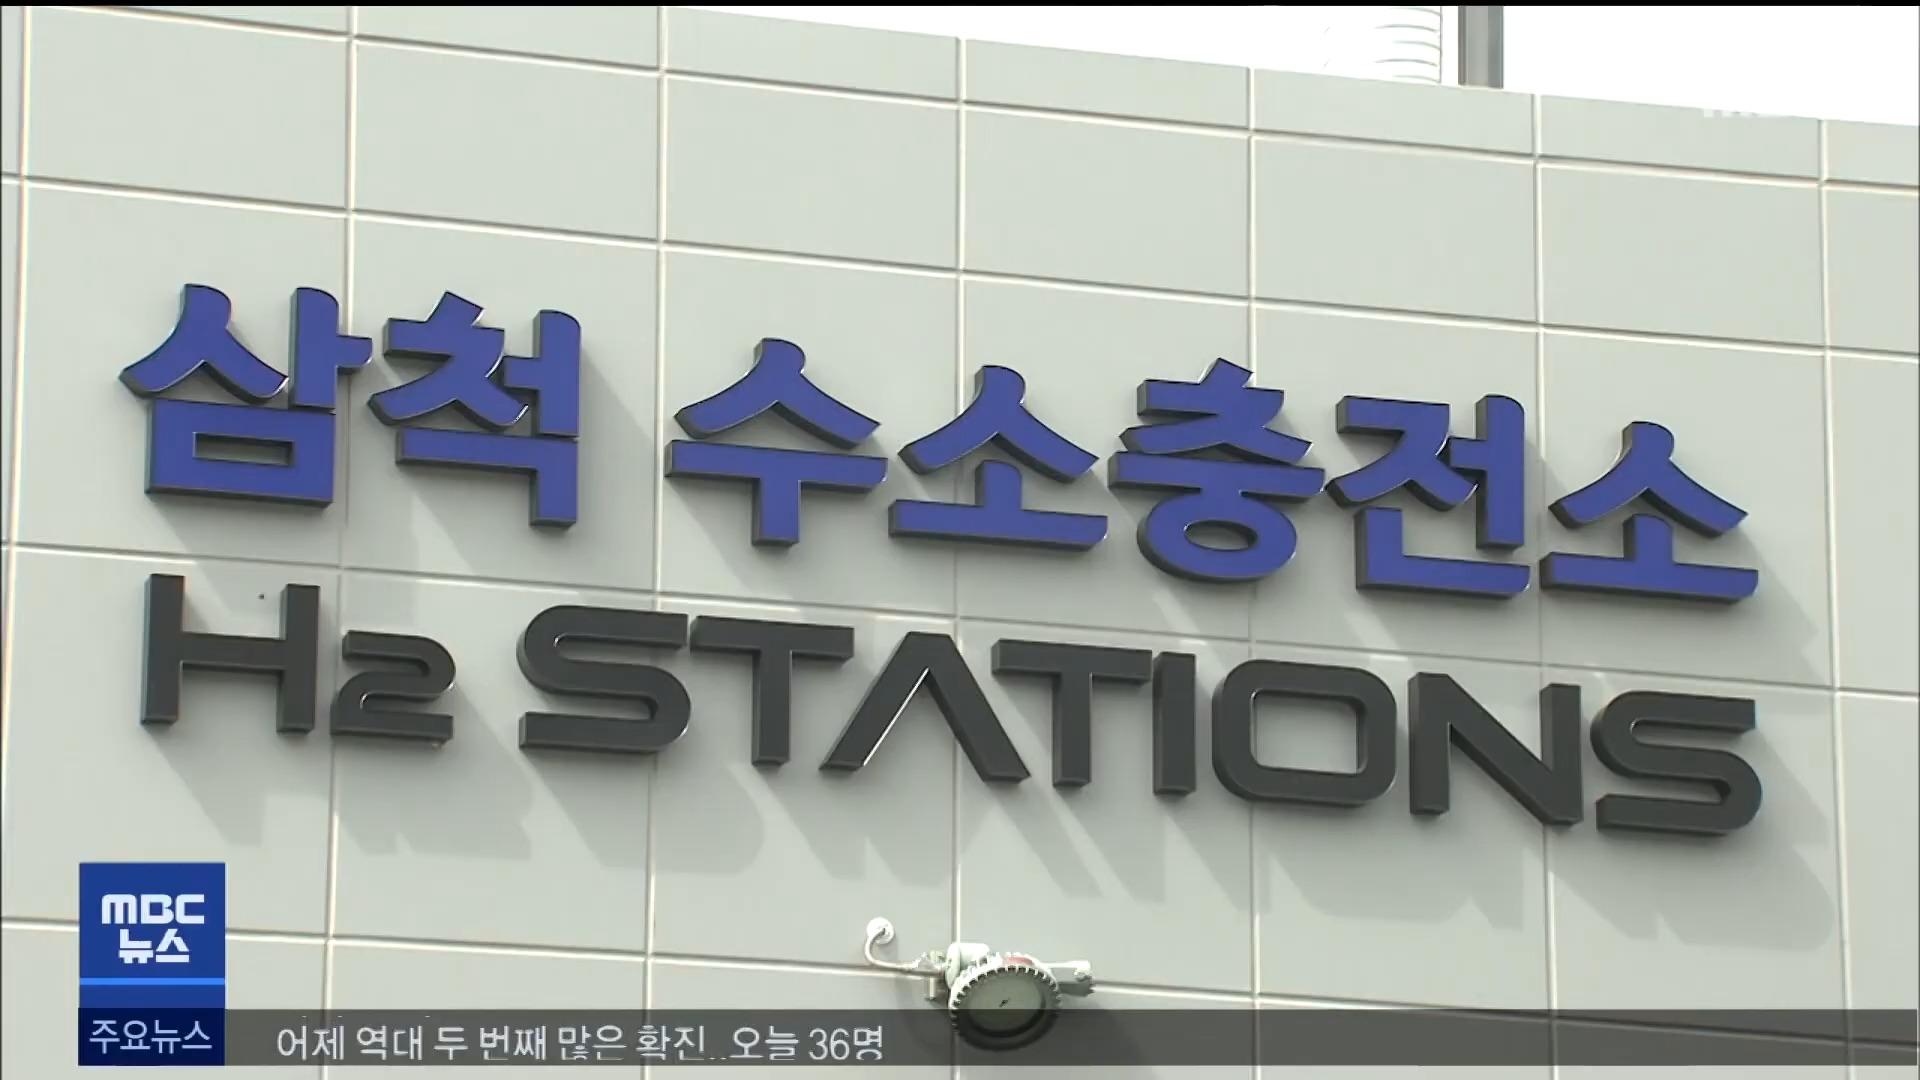 삼척 수소충전소
H2 STATIONS
MBC
뉴스
주요뉴스
어제 역대 두 번째 많은 확진..오늘 36명